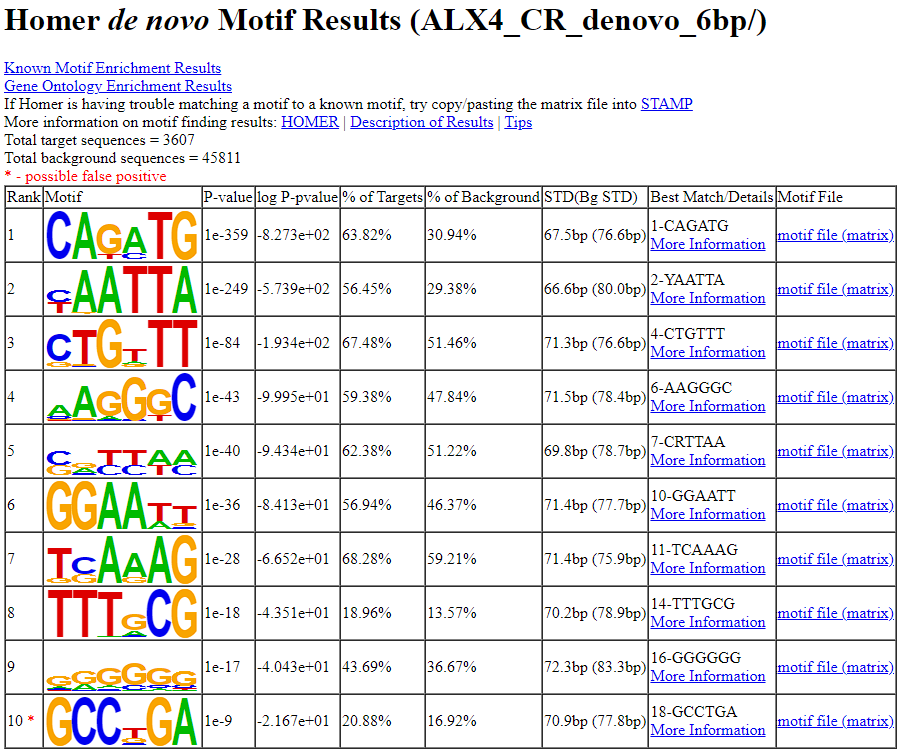 Homer de novo Motif Results (ALX4_CR_denovo_6bp/)
Known Motif Enrichment Results
Gene Ontology Enrichment Results
If Homer is having trouble matching a motif to a known motif, try copy/pasting the matrix file into STAMP
More information on motif finding results: HOMER | Description of Results | Tips
Total target sequences = 3607
Total background sequences = 45811
* - possible false positive
Rank Motif P-value log P-pvalue % of Targets % of Background STD(Bg STD) Best Match/Details Motif File
1 CAGATG 1e-359 -8.273e+02 63.82% 30.94% 67.5bp (76.6bp) 1-CAGATG
More Information motif file (matrix)
2 CAATTA 1e-249 -5.739e+02 56.45% 29.38% 66.6bp (80.0bp) 2-YAATTA
More Information motif file (matrix)
3 CTGTTT 1e-84 -1.934e+02 67.48% 51.46% 71.3bp (76.6bp) 4-CTGTTT
More Information motif file (matrix)
4 AAGGGC 1e-43 -9.995e+01 59.38% 47.84% 71.5bp (78.4bp) 6-AAGGGC
More Information motif file (matrix)
5 CGTTAA 1e-40 -9.434e+01 62.38% 51.22% 69.8bp (78.7bp) 7-CRTTAA
More Information motif file (matrix)
6 GGAATT 1e-36 -8.413e+01 56.94% 46.37% 71.4bp (77.7bp) 10-GGAATT
More Information motif file (matrix)
7 TCAAAG 1e-28 -6.652e+01 68.28% 59.21% 71.4bp (75.9bp) 11-TCAAAG
More Information motif file (matrix)
8 TTTGCG 1e-18 -4.351e+01 18.96% 13.57% 70.2bp (78.9bp) 14-TTTGCG
More Information motif file (matrix)
9 GGGGGG 1e-17 -4.043e+01 43.69% 36.67% 72.3bp (83.3bp) 16-GGGGGG
More Information motif file (matrix)
10 * GCCTGA 1e-9 -2.167e+01 20.88% 16.92% 70.9bp (77.8bp) 18-GCCTGA
More Information motif file (matrix)